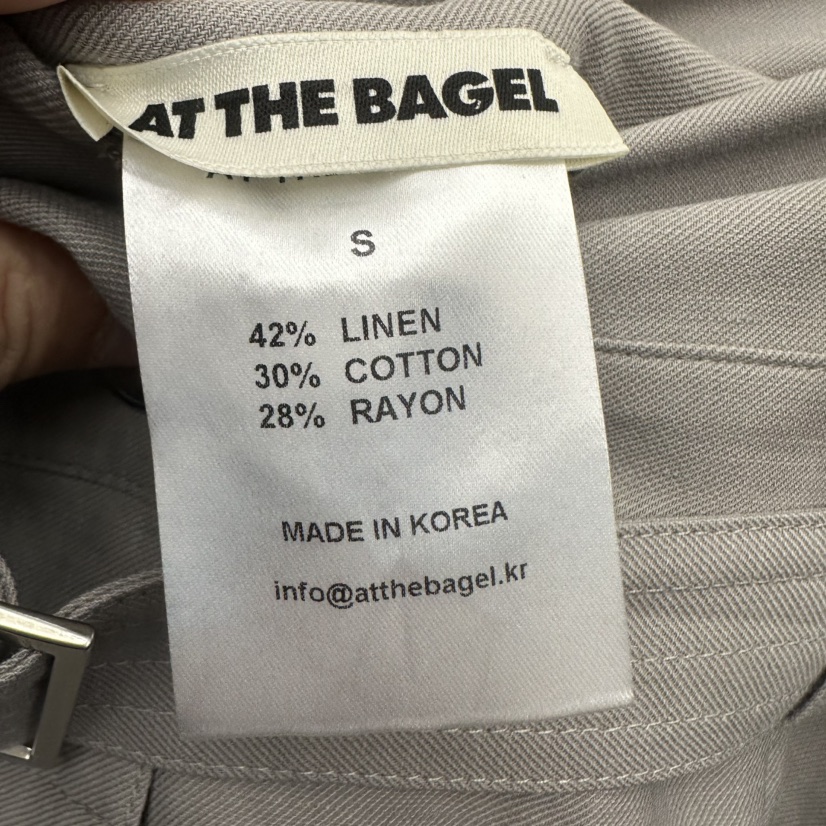 AT THE BAGEL
S
42% LINEN
30% COTTON
28% RAYON
MADE IN KOREA
info@atthebagel.kr